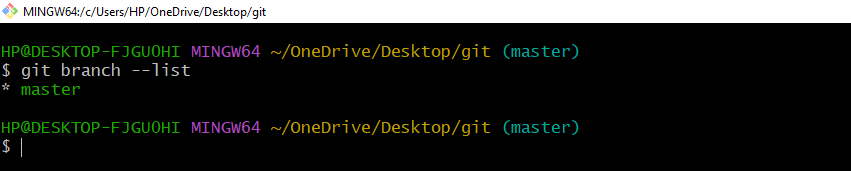 MINGW64:/c/Users/HP/OneDrive/Desktop/git
HP@DESKTOP-FJGUOHI MINGW64 ~/OneDrive/Desktop/git (master)
$ git branch --list
* master
HP@DESKTOP-FJGUOHI MINGW64 ~/OneDrive/Desktop/git (master)
$